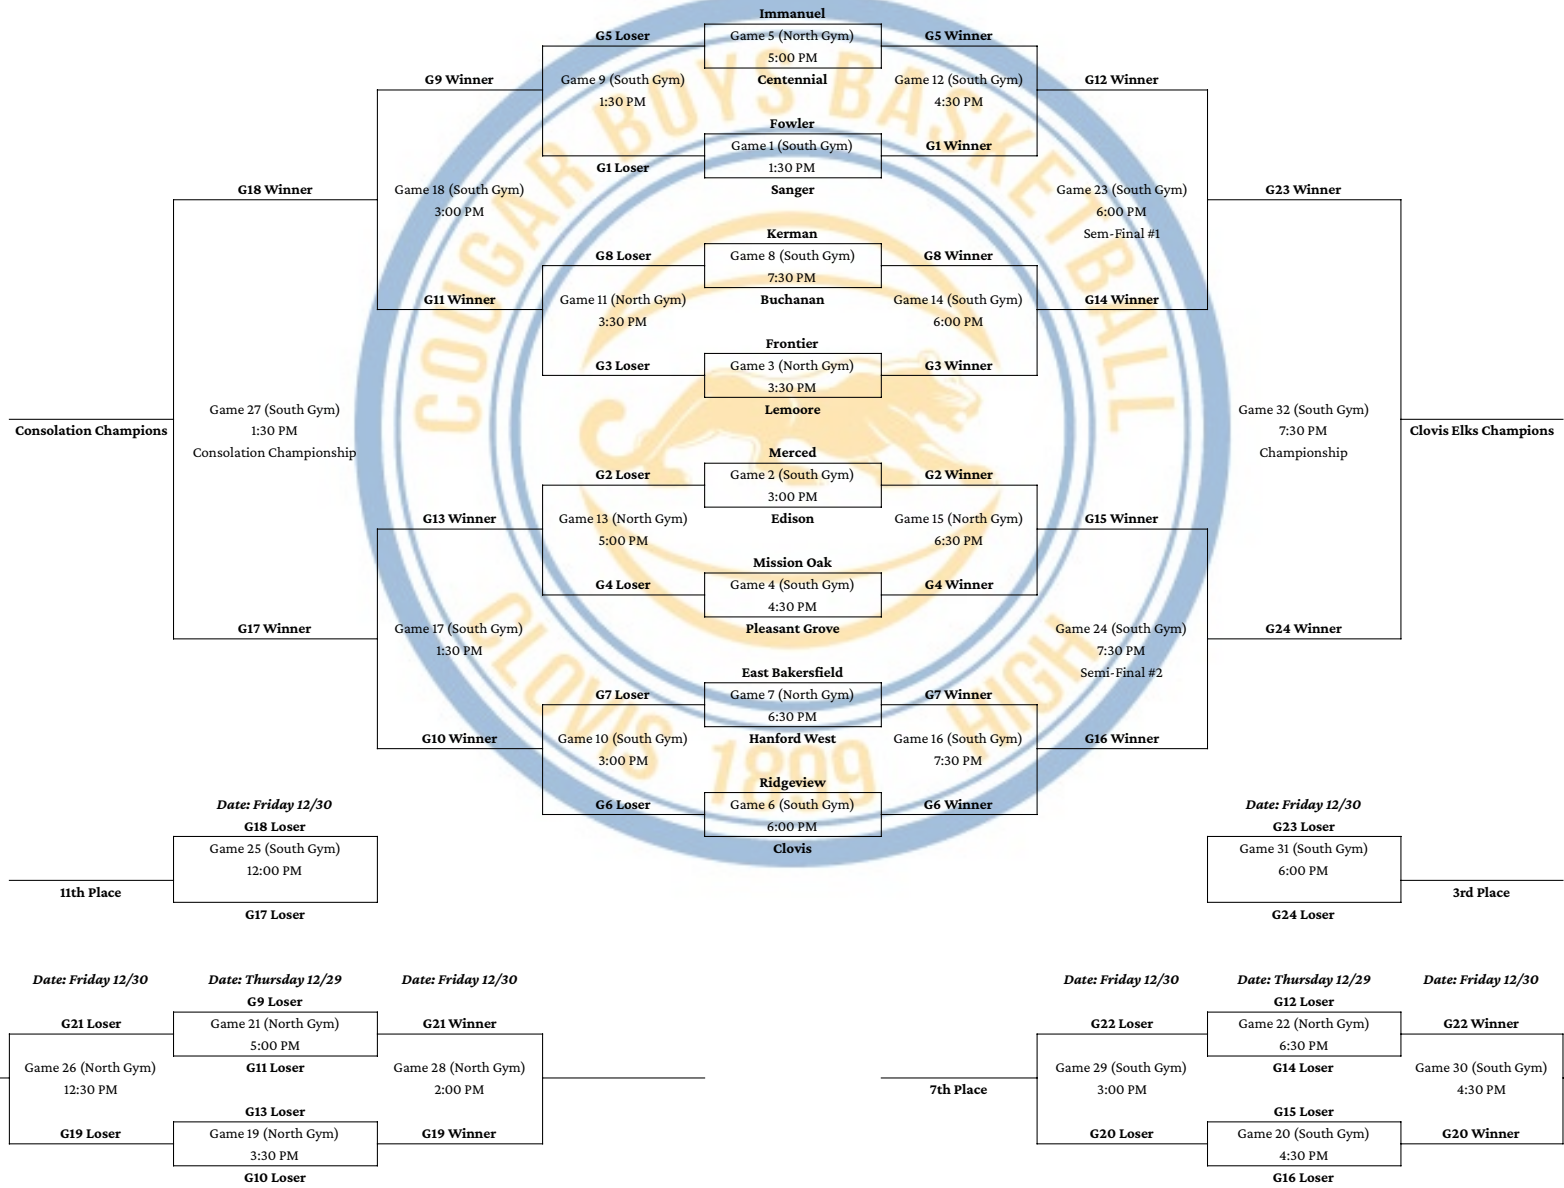 Immanuel
G5 Loser
Game 5 (North Gym)
G5 Winner
5:00 PM
G9 Winner
Game 9 (South Gym)
Centennial
Game 12 (South Gym)
G12 Winner
1:30 PM
4:30 PM
Fowler
Game 1 (South Gym)
G1 Winner
G1 Loser
1:30 PM
G18 Winner
Game 18 (South Gym)
Sanger
Game 23 (South Gym)
G23 Winner
3:00 PM
6:00 PM
Kerman
Sem-Final #1
G8 Loser
Game 8 (South Gym)
G8 Winner
7:30 PM
G11 Winner
Game 11 (North Gym)
Buchanan
Game 14 (South Gym)
G14 Winner
3:30 PM
6:00 PM
Frontier
G3 Loser
Game 3 (North Gym)
G3 Winner
3:30 PM
Game 27 (South Gym)
Lemoore
Game 32 (South Gym)
Consolation Champions
1:30 PM
7:30 PM
Clovis Elks Champions
Consolation Championship
Merced
Championship
G2 Loser
Game 2 (South Gym)
G2 Winner
3:00 PM
G13 Winner
Game 13 (North Gym)
Edison
Game 15 (North Gym)
G15 Winner
5:00 PM
6:30 PM
Mission Oak
G4 Loser
Game 4 (South Gym)
G4 Winner
4:30 PM
G17 Winner
Game 17 (South Gym)
Pleasant Grove
Game 24 (South Gym)
G24 Winner
1:30 PM
7:30 PM
East Bakersfield
Semi-Final #2
G7 Loser
Game 7 (North Gym)
G7 Winner
6:30 PM
G10 Winner
Game 10 (South Gym)
Hanford West
Game 16 (South Gym)
G16 Winner
3:00 PM
7:30 PM
Ridgeview
Date: Friday 12/30
G6 Loser
Game 6 (South Gym)
G6 Winner
Date: Friday 12/30
G18 Loser
6:00 PM
G23 Loser
Game 25 (South Gym)
Clovis
Game 31 (South Gym)
12:00 PM
6:00 PM
11th Place
3rd Place
G17 Loser
G24 Loser
Date: Friday 12/30
Date: Thursday 12/29
Date: Friday 12/30
Date: Friday 12/30
Date: Thursday 12/29
Date: Friday 12/30
G9 Loser
G12 Loser
G21 Loser
Game 21 (North Gym)
G21 Winner
G22 Loser
Game 22 (North Gym)
G22 Winner
5:00 PM
6:30 PM
Game 26 (North Gym)
G11 Loser
Game 28 (North Gym)
Game 29 (South Gym)
G14 Loser
Game 30 (South Gym)
12:30 PM
2:00 PM
7th Place
3:00 PM
4:30 PM
G13 Loser
G15 Loser
G19 Loser
Game 19 (North Gym)
G19 Winner
G20 Loser
Game 20 (South Gym)
G20 Winner
3:30 PM
4:30 PM
G10 Loser
G16 Loser
COUGAR BOYS BASKETBALL
CLOVIS 1899 HIGH